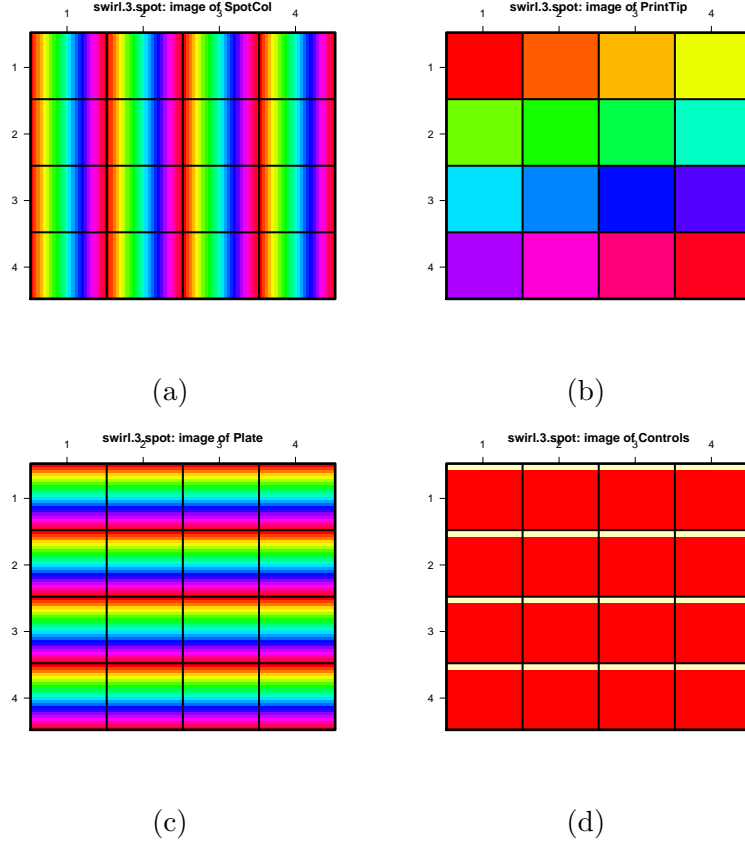 swirl.3.spot: image of SpotCol
1 2 3 4
1
2
3
4
(a)
swirl.3.spot: image of PrintTip
1 2 3 4
1
2
3
4
(b)
swirl.3.spot: image of Plate
1 2 3 4
1
2
3
4
(c)
swirl.3.spot: image of Controls
1 2 3 4
1
2
3
4
(d)